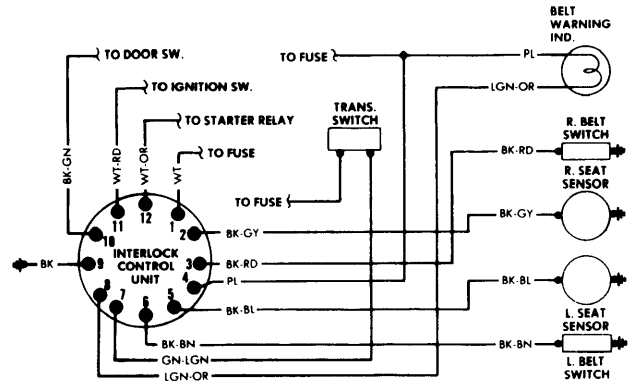 BELT
WARNING
IND.
TO DOOR SW.
TO FUSE
PL
TO IGNITION SW.
LGN-OR
TRANS.
SWITCH
TO STARTER RELAY
R. BELT
SWITCH
BK-GN
WT-RD
WT-OR
WT
TO FUSE
BK-RD
R. SEAT
SENSOR
TO FUSE
11
12
1
BK-GY
10
2
BK-GY
INTERLOCK
CONTROL
UNIT
BK
9
3
BK-RD
4
PL
8
7
6
5
BK-BL
BK-BL
L. SEAT
SENSOR
BK-BN
BK-BN
GN-LGN
L. BELT
SWITCH
LGN-OR